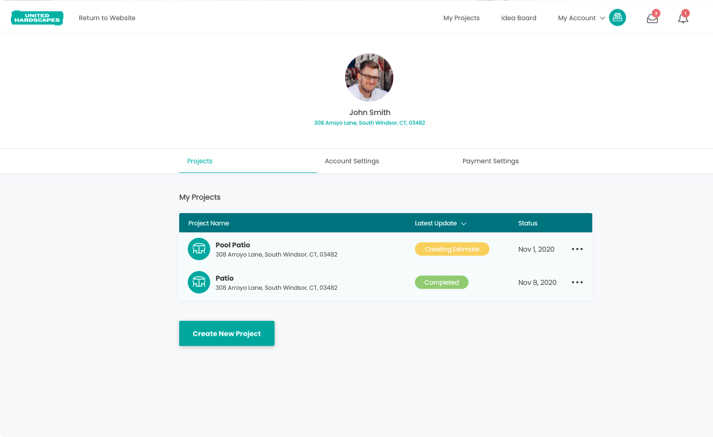 UNITED
HARDSCAPES
Return to Website
My Projects
Idea Board
My Account
3
1
John Smith
308 Arroyo Lane, South Windsor, CT, 03482
Projects
Account Settings
Payment Settings
My Projects
Project Name
Latest Update
Status
Pool Patio
308 Arroyo Lane, South Windsor, CT, 03482
Creating Estimate
Nov 1, 2020
Patio
308 Arroyo Lane, South Windsor, CT, 03482
Completed
Nov 8, 2020
Create New Project